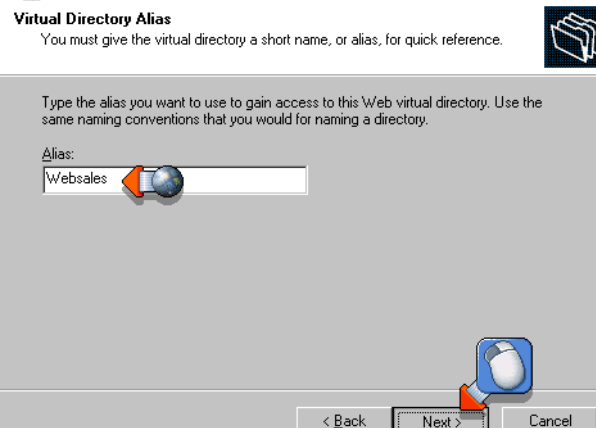 Virtual Directory Alias
You must give the virtual directory a short name, or alias, for quick reference.
Type the alias you want to use to gain access to this Web virtual directory. Use the
same naming conventions that you would for naming a directory.
Alias:
Websales
< Back Next > Cancel